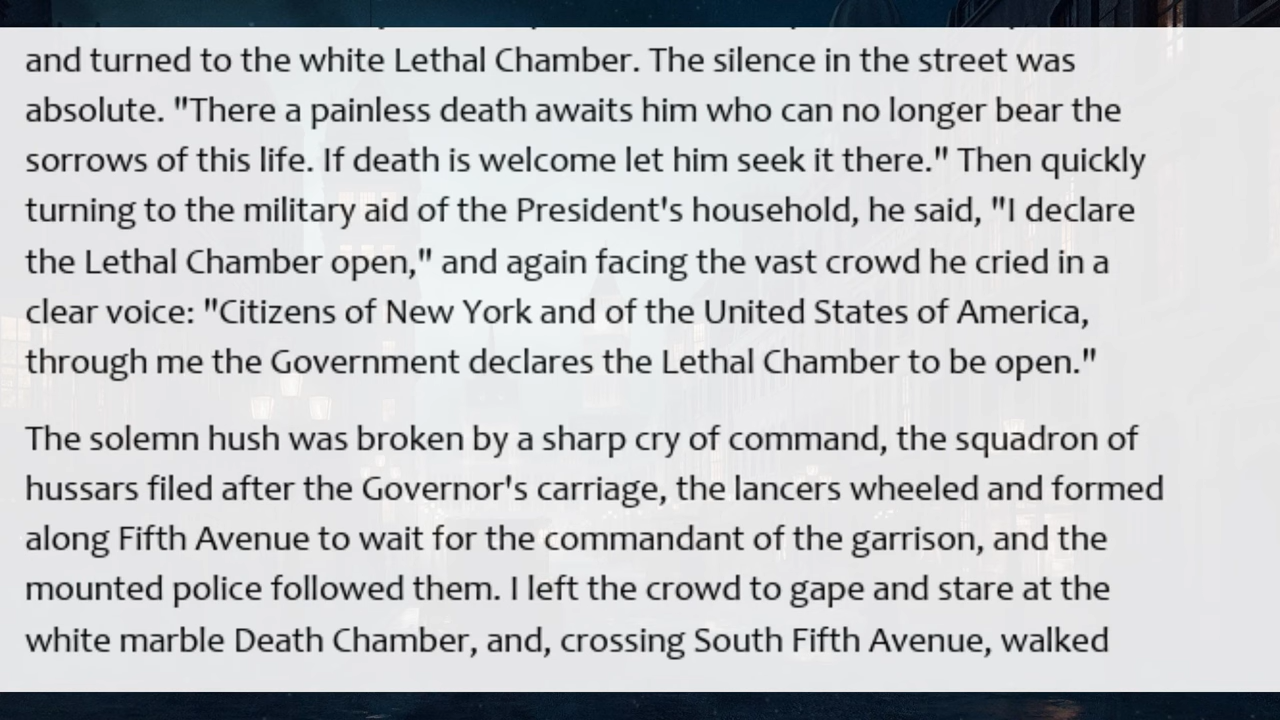 and turned to the white Lethal Chamber. The silence in the street was
absolute. "There a painless death awaits him who can no longer bear the
sorrows of this life. If death is welcome let him seek it there." Then quickly
turning to the military aid of the President's household, he said, "I declare
the Lethal Chamber open," and again facing the vast crowd he cried in a
clear voice: "Citizens of New York and of the United States of America,
through me the Government declares the Lethal Chamber to be open."
The solemn hush was broken by a sharp cry of command, the squadron of
hussars filed after the Governor's carriage, the lancers wheeled and formed
along Fifth Avenue to wait for the commandant of the garrison, and the
mounted police followed them. I left the crowd to gape and stare at the
white marble Death Chamber, and, crossing South Fifth Avenue, walked